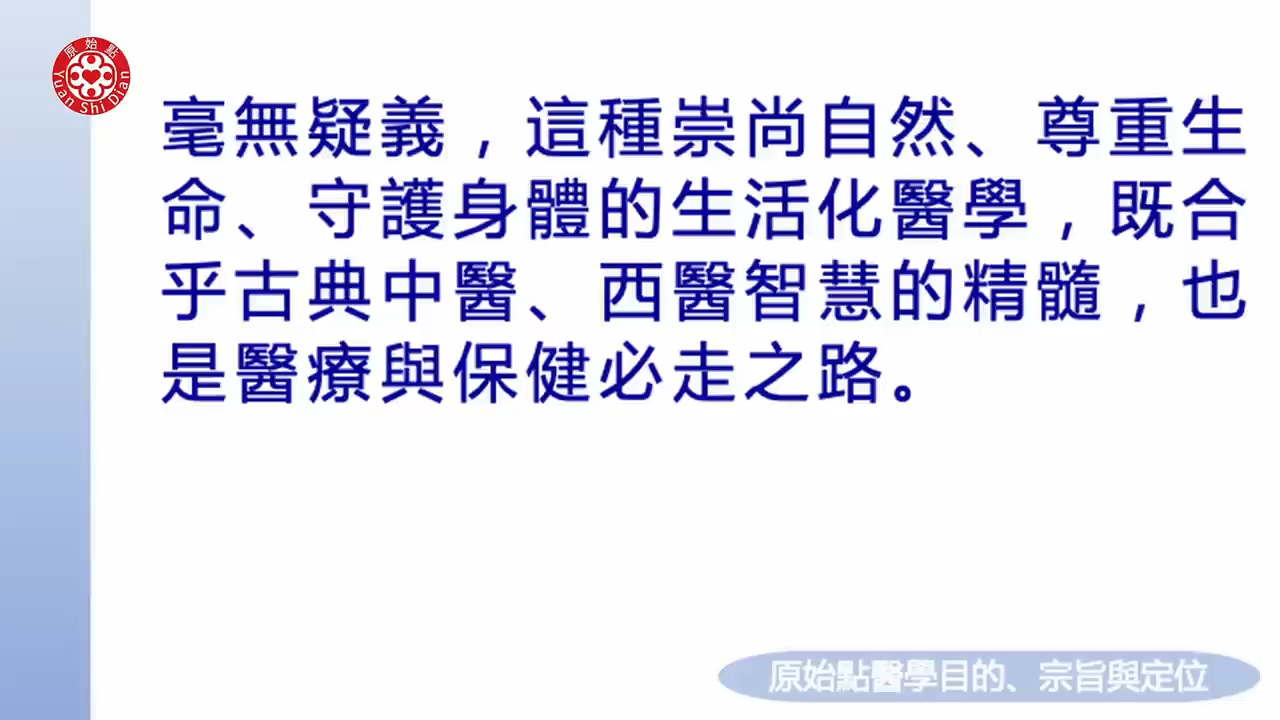 原始點
Yuan Shi Dian
毫無疑義，這種崇尚自然、尊重生
命、守護身體的生活化醫學，既合
乎古典中醫、西醫智慧的精髓，也
是醫療與保健必走之路。
原始點醫學目的、宗旨與定位